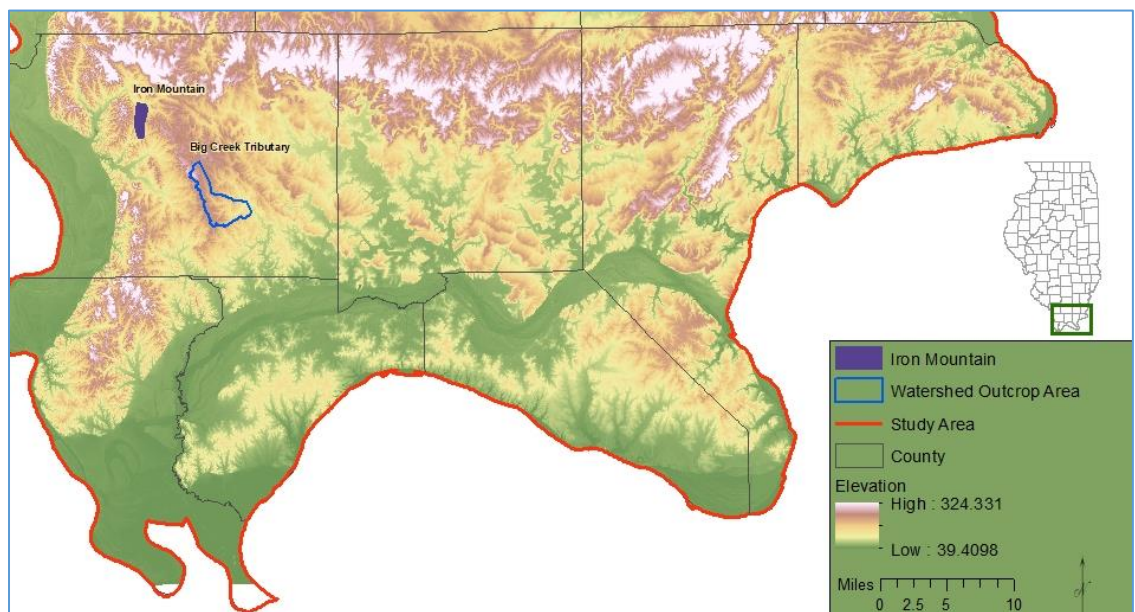 Iron Mountain
Big Creek Tributary
Iron Mountain
Watershed Outcrop Area
Study Area
County
Elevation
High : 324.331
Low : 39.4098
Miles
0 2.5 5 10